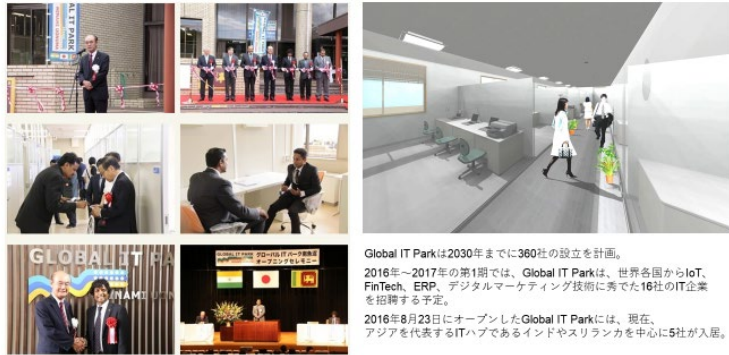 GLOBAL IT PARK
GLOBAL IT PA
NAMI UON
グローバルITパーク南魚沼
オープニングセレモニー
Global IT Parkは2030年までに360社の設立を計画。
2016年～2017年の第1期では、Global IT Parkは、世界各国からIoT、
FinTech、ERP、デジタルマーケティング技術に秀でた16社のIT企業
を招聘する予定。
2016年8月23日にオープンしたGlobal IT Parkには、現在、
アジアを代表するITハブであるインドやスリランカを中心に5社が入居。